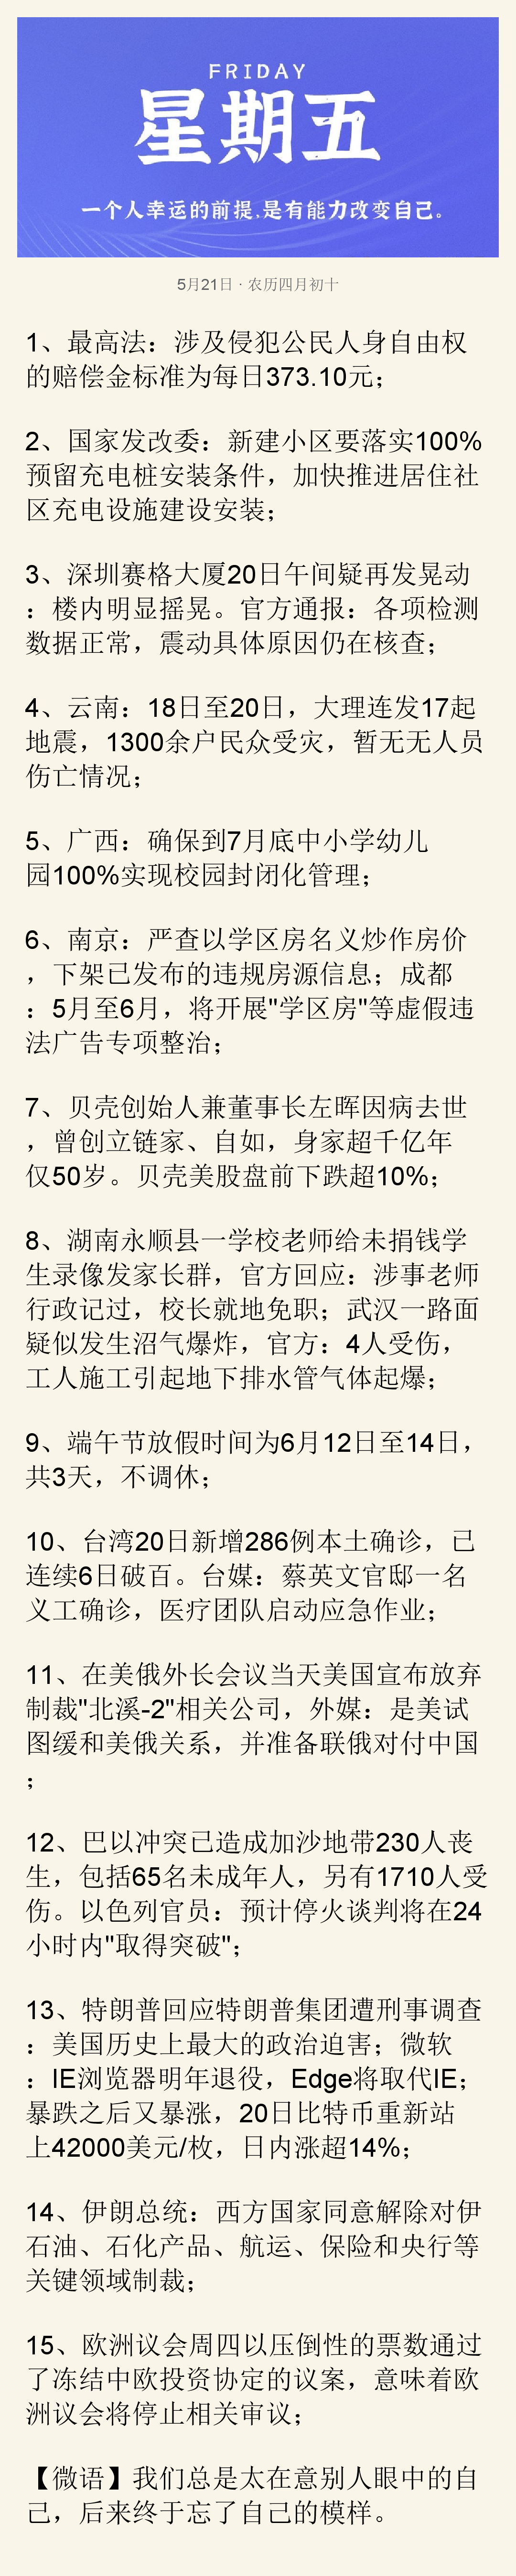 FRIDAY
星期五
一个人幸运的前提,是有能力改变自己。
5月21日 · 农历四月初十
1、最高法：涉及侵犯公民人身自由权
的赔偿金标准为每日373.10元；
2、国家发改委：新建小区要落实100%
预留充电桩安装条件，加快推进居住社
区充电设施建设安装；
3、深圳赛格大厦20日午间疑再发晃动
：楼内明显摇晃。官方通报：各项检测
数据正常，震动具体原因仍在核查；
4、云南：18日至20日，大理连发17起
地震，1300余户民众受灾，暂无无人员
伤亡情况；
5、广西：确保到7月底中小学幼儿
园100%实现校园封闭化管理；
6、南京：严查以学区房名义炒作房价
，下架已发布的违规房源信息；成都
：5月至6月，将开展"学区房"等虚假违
法广告专项整治；
7、贝壳创始人兼董事长左晖因病去世
，曾创立链家、自如，身家超千亿年
仅50岁。贝壳美股盘前下跌超10%；
8、湖南永顺县一学校老师给未捐钱学
生录像发家长群，官方回应：涉事老师
行政记过，校长就地免职；武汉一路面
疑似发生沼气爆炸，官方：4人受伤，
工人施工引起地下排水管气体起爆；
9、端午节放假时间为6月12日至14日，
共3天，不调休；
10、台湾20日新增286例本土确诊，已
连续6日破百。台媒：蔡英文官邸一名
义工确诊，医疗团队启动应急作业；
11、在美俄外长会议当天美国宣布放弃
制裁"北溪-2"相关公司，外媒：是美试
图缓和美俄关系，并准备联俄对付中国
；
12、巴以冲突已造成加沙地带230人丧
生，包括65名未成年人，另有1710人受
伤。以色列官员：预计停火谈判将在24
小时内"取得突破"；
13、特朗普回应特朗普集团遭刑事调查
：美国历史上最大的政治迫害；微软
：IE浏览器明年退役，Edge将取代IE；
暴跌之后又暴涨，20日比特币重新站
上42000美元/枚，日内涨超14%；
14、伊朗总统：西方国家同意解除对伊
石油、石化产品、航运、保险和央行等
关键领域制裁；
15、欧洲议会周四以压倒性的票数通过
了冻结中欧投资协定的议案，意味着欧
洲议会将停止相关审议；
【微语】我们总是太在意别人眼中的自
己，后来终于忘了自己的模样。